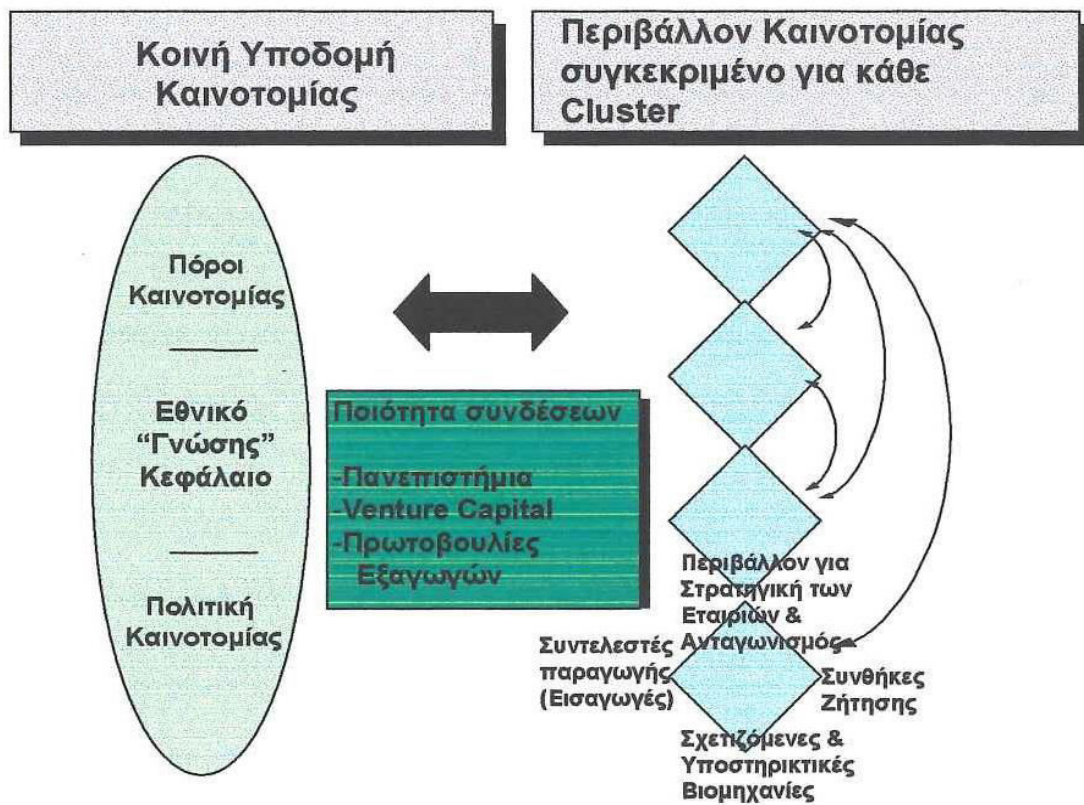 Κοινή Υποδομή
Καινοτομίας
Περιβάλλον Καινοτομίας
συγκεκριμένο για κάθε
Cluster
Πόροι
Καινοτομίας
Εθνικό
“Γνώσης”
Κεφάλαιο
Πολιτική
Καινοτομίας
Ποιότητα συνδέσεων
-Πανεπιστήμια
-Venture Capital
-Πρωτοβουλίες
Εξαγωγών
Περιβάλλον για
Στρατηγική των
Εταιριών &
Ανταγωνισμός
Συντελεστές
παραγωγής
(Εισαγωγές)
Συνθήκες
Ζήτησης
Σχετιζόμενες &
Υποστηρικτικές
Βιομηχανίες